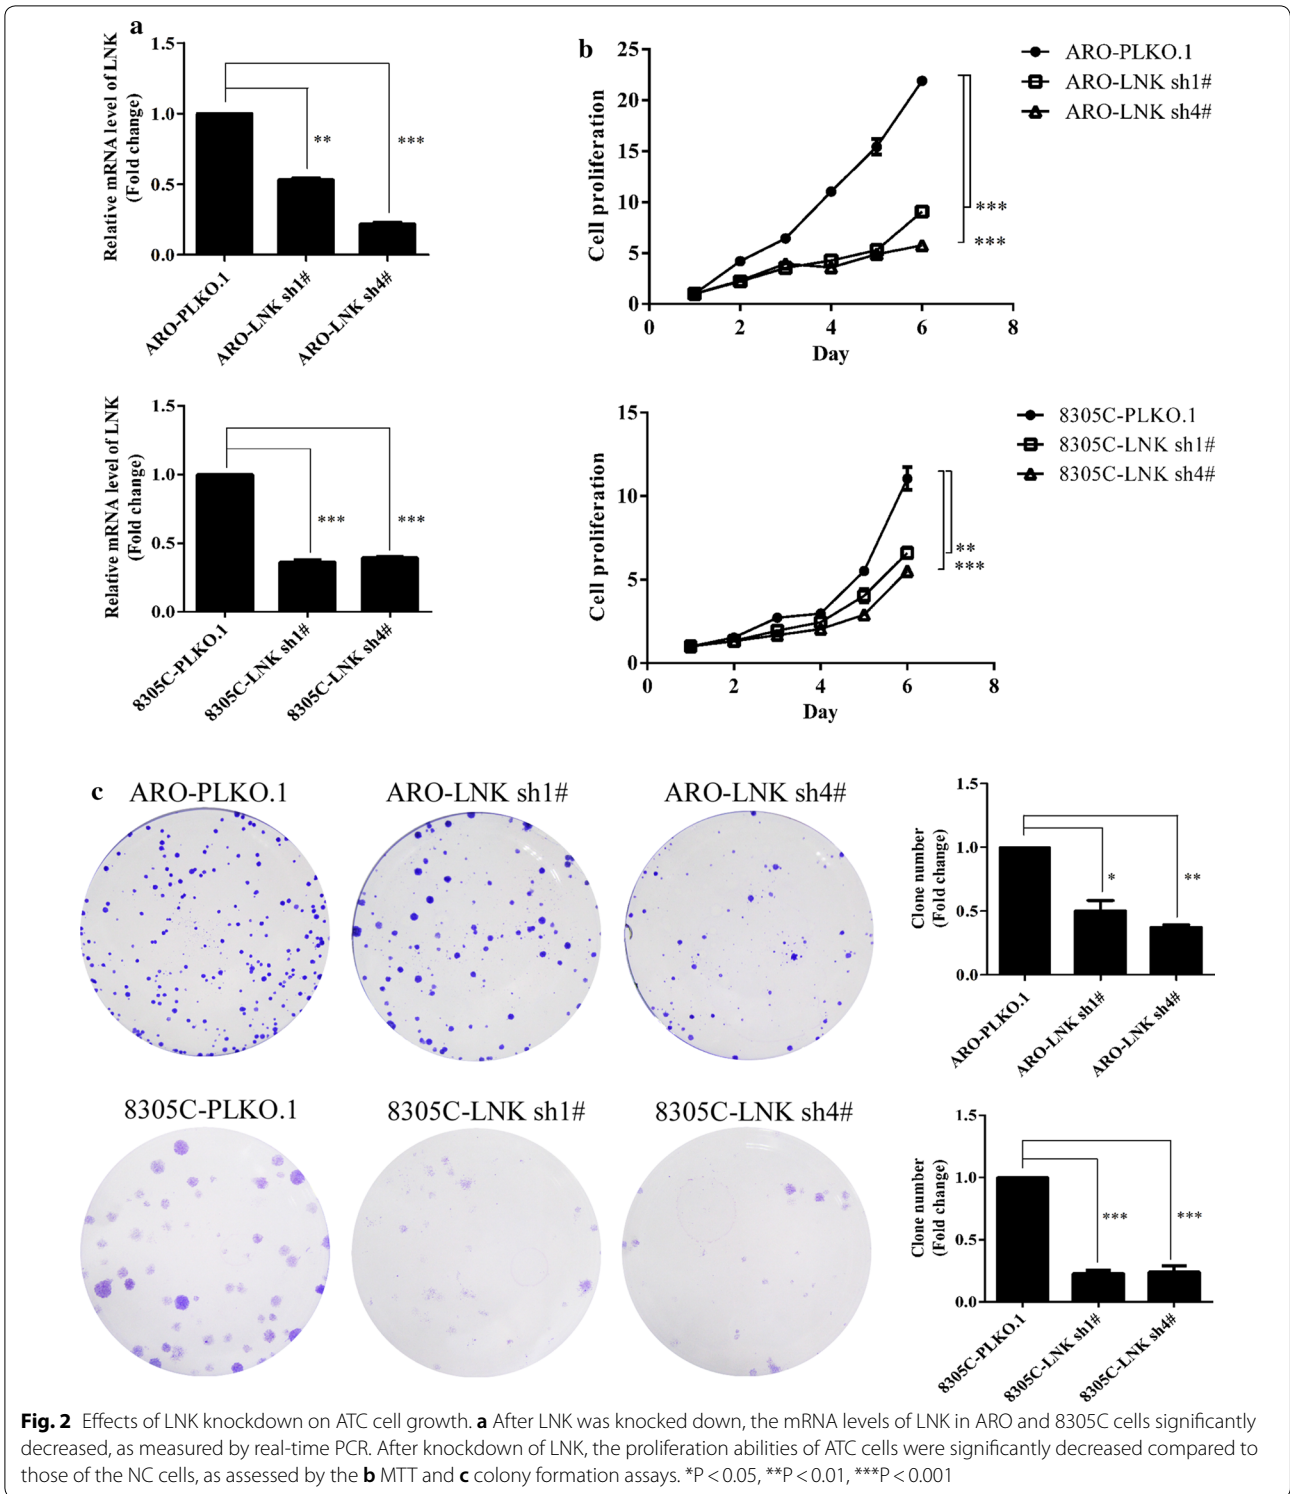 a
Relative mRNA level of LNK
(Fold change)
1.5
1.0
0.5
0.0
**
***
ARO-PLKO.1
ARO-LNK sh1#
ARO-LNK sh4#
b
Cell proliferation
25
20
15
10
5
0
0 2 4 6 8
Day
ARO-PLKO.1
ARO-LNK sh1#
ARO-LNK sh4#
***
***
Relative mRNA level of LNK
(Fold change)
1.5
1.0
0.5
0.0
***
***
8305C-PLKO.1
8305C-LNK sh1#
8305C-LNK sh4#
Cell proliferation
15
10
5
0
0 2 4 6 8
Day
8305C-PLKO.1
8305C-LNK sh1#
8305C-LNK sh4#
**
***
c
ARO-PLKO.1
ARO-LNK sh1#
ARO-LNK sh4#
Clone number
(Fold change)
1.5
1.0
0.5
0.0
*
**
ARO-PLKO.1
ARO-LNK sh1#
ARO-LNK sh4#
8305C-PLKO.1
8305C-LNK sh1#
8305C-LNK sh4#
Clone number
(Fold change)
1.5
1.0
0.5
0.0
***
***
8305C-PLKO.1
8305C-LNK sh1#
8305C-LNK sh4#
Fig. 2 Effects of LNK knockdown on ATC cell growth. a After LNK was knocked down, the mRNA levels of LNK in ARO and 8305C cells significantly
decreased, as measured by real-time PCR. After knockdown of LNK, the proliferation abilities of ATC cells were significantly decreased compared to
those of the NC cells, as assessed by the b MTT and c colony formation assays. *P < 0.05, **P < 0.01, ***P < 0.001